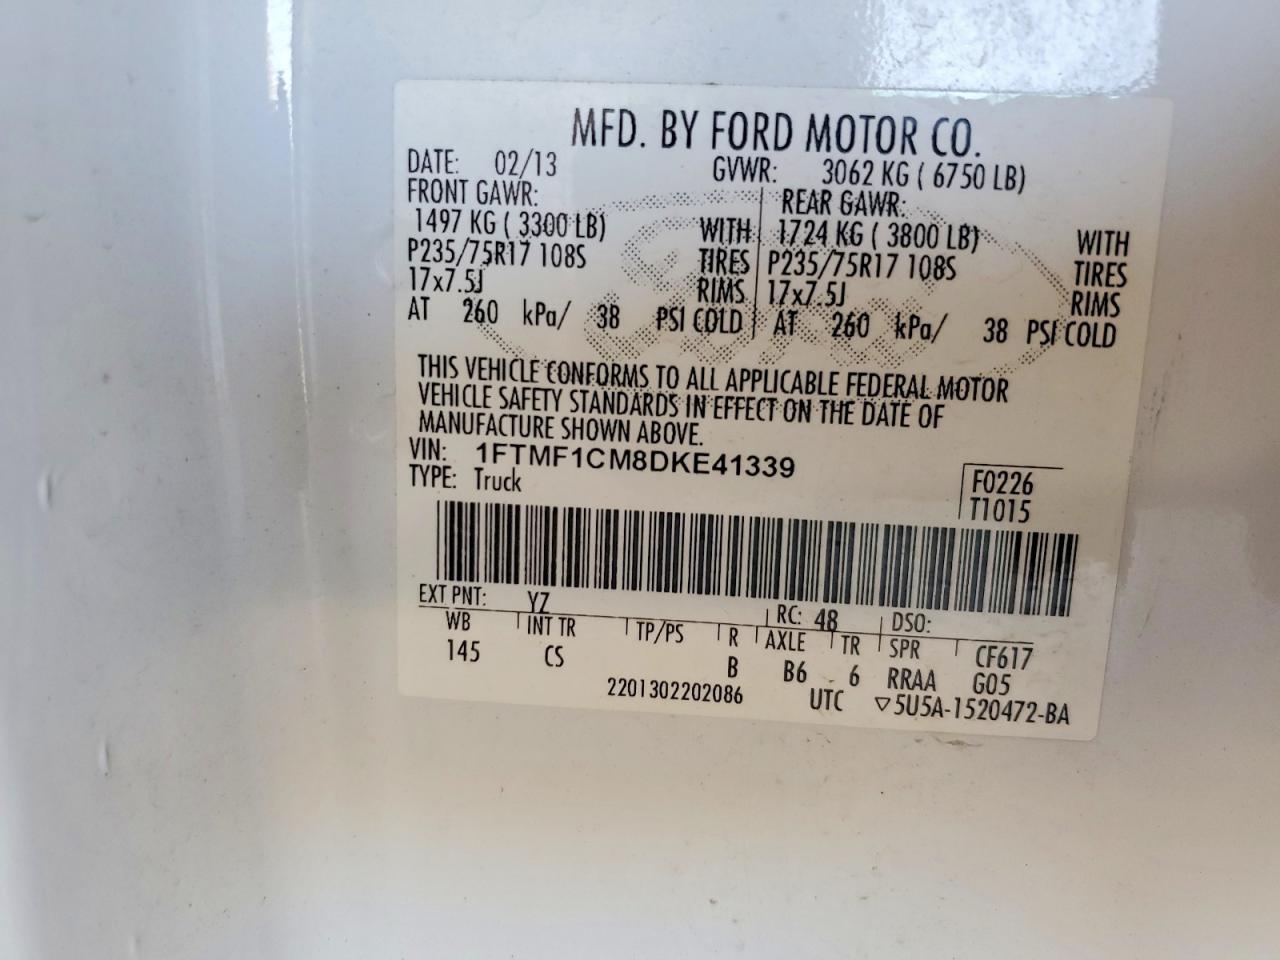 MFD. BY FORD MOTOR CO.
DATE: 02/13 GVWR: 3062 KG ( 6750 LB)
FRONT GAWR: REAR GAWR:
1497 KG ( 3300 LB) WITH 1724 KG ( 3800 LB) WITH
P235/75R17 108S TIRES P235/75R17 108S TIRES
17x7.5J RIMS 17x7.5J RIMS
AT 260 kPa/ 38 PSI COLD AT 260 kPa/ 38 PSI COLD
THIS VEHICLE CONFORMS TO ALL APPLICABLE FEDERAL MOTOR
VEHICLE SAFETY STANDARDS IN EFFECT ON THE DATE OF
MANUFACTURE SHOWN ABOVE.
VIN: 1FTMF1CM8DKE41339
TYPE: Truck F0226
T1015
EXT PNT: YZ RC: 48 DSO:
WB INT TR TP/PS R AXLE TR SPR CF617
145 CS B B6 6 RRAA G05
2201302202086 UTC ▽5U5A-1520472-BA